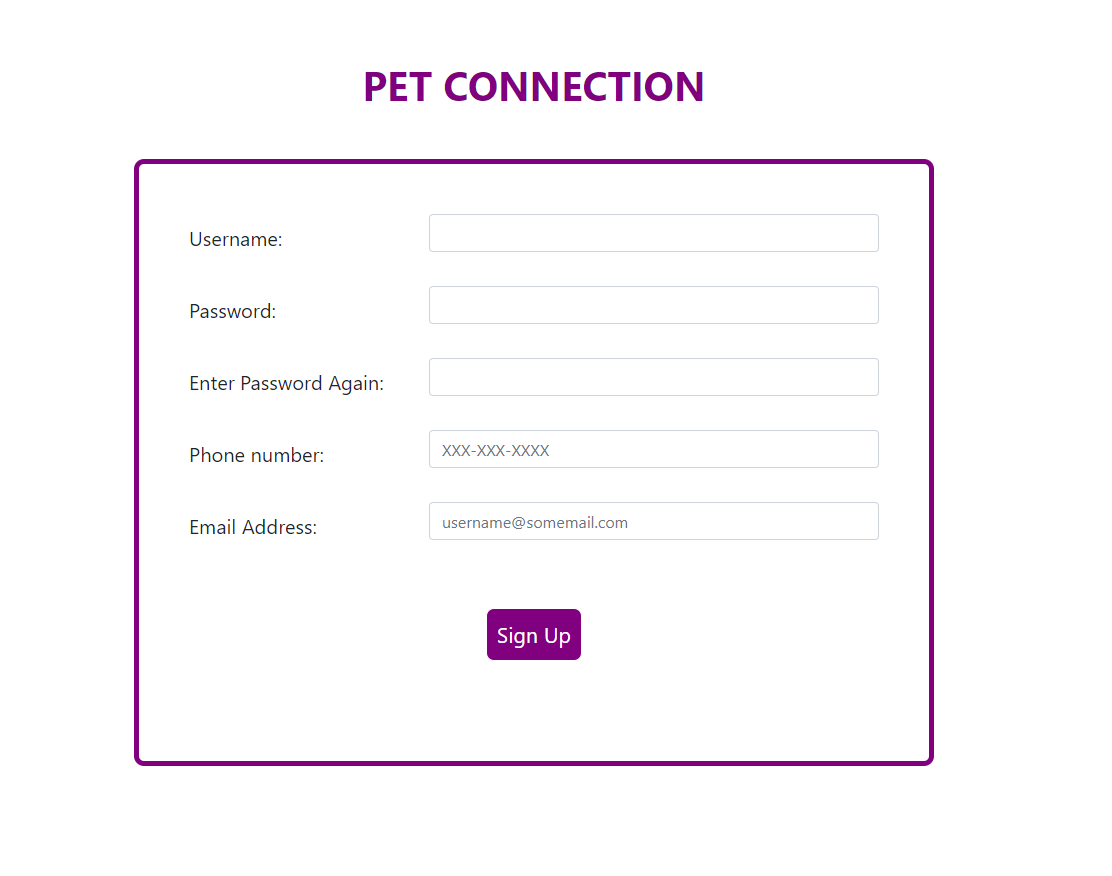 PET CONNECTION
Username:
Password:
Enter Password Again:
Phone number: XXX-XXX-XXXX
Email Address: username@somemail.com
Sign Up